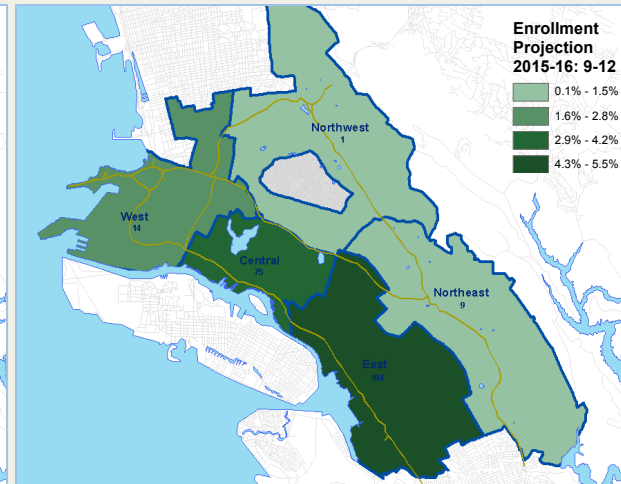 Enrollment
Projection
2015-16: 9-12
0.1% - 1.5%
1.6% - 2.8%
2.9% - 4.2%
4.3% - 5.5%
Northwest
1
West
14
Central
75
Northeast
9
East
104